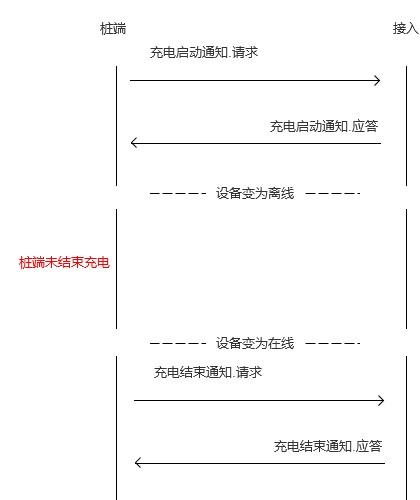 桩端
接入
充电启动通知.请求
充电启动通知.应答
设备变为离线
桩端未结束充电
设备变为在线
充电结束通知.请求
充电结束通知.应答